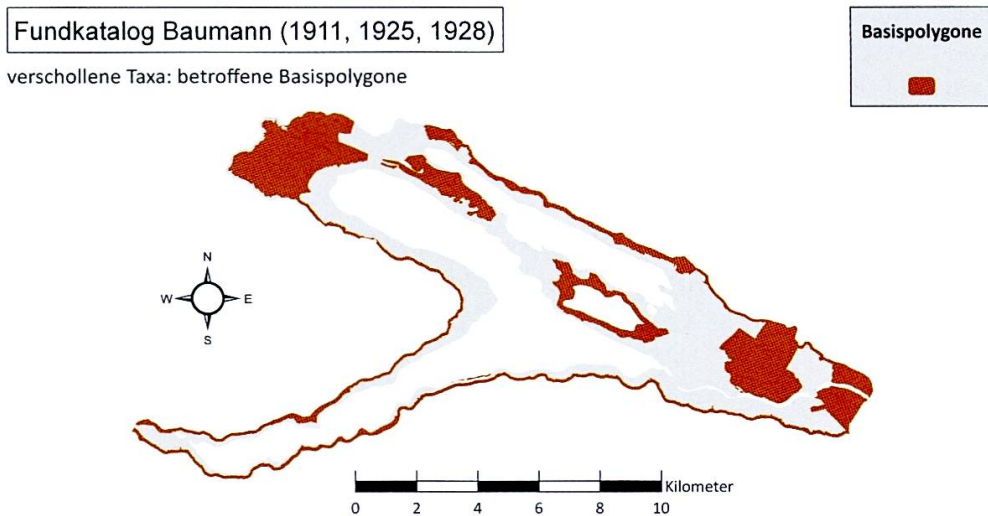 Fundkatalog Baumann (1911, 1925, 1928)
verschollene Taxa: betroffene Basispolygone
Basispolygone
N
W E
S
Kilometer
0 2 4 6 8 10